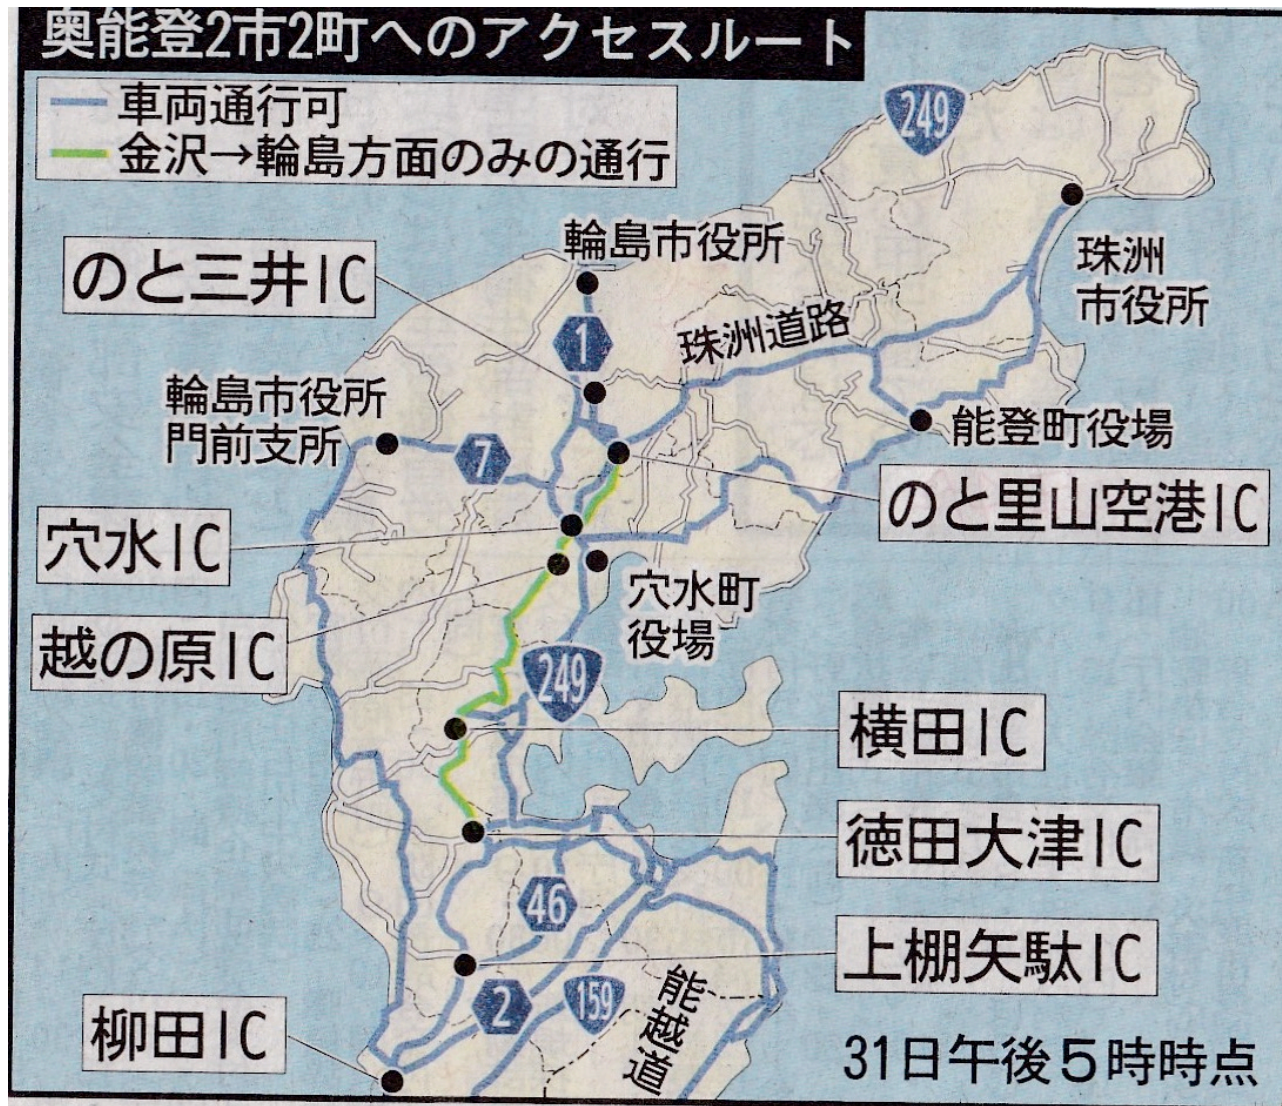 奥能登2市2町へのアクセスルート
車両通行可
金沢→輪島方面のみの通行
249
輪島市役所
のと三井IC
珠洲
市役所
珠洲道路
1
輪島市役所
門前支所
7
能登町役場
のと里山空港IC
穴水IC
穴水町
役場
越の原IC
249
横田IC
徳田大津IC
46
上棚矢駄IC
2
159
能越道
柳田IC
31日午後5時時点